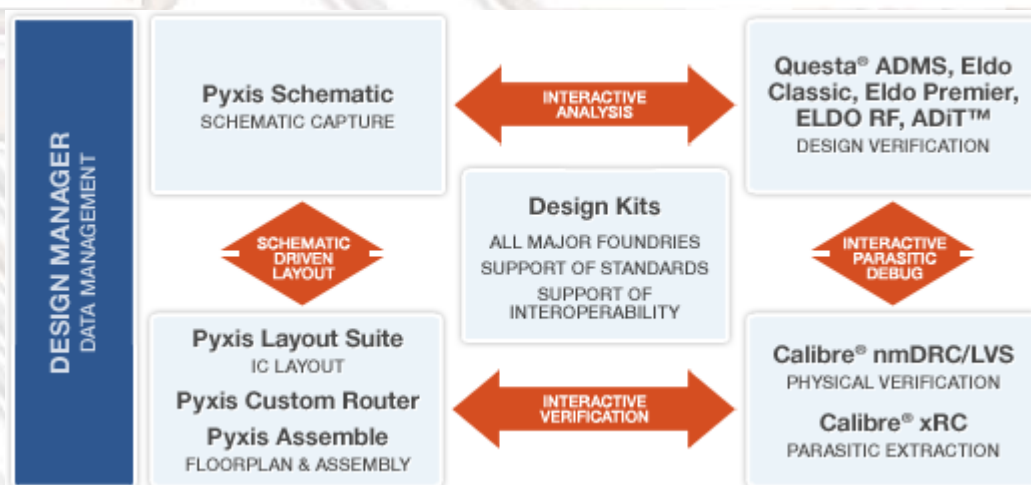 DESIGN MANAGER
DATA MANAGEMENT
Pyxis Schematic
SCHEMATIC CAPTURE
INTERACTIVE
ANALYSIS
Questa® ADMS, Eldo
Classic, Eldo Premier,
ELDO RF, ADiT™
DESIGN VERIFICATION
SCHEMATIC
DRIVEN
LAYOUT
Design Kits
ALL MAJOR FOUNDRIES
SUPPORT OF STANDARDS
SUPPORT OF
INTEROPERABILITY
INTERACTIVE
PARASITIC
DEBUG
Pyxis Layout Suite
IC LAYOUT
Pyxis Custom Router
Pyxis Assemble
FLOORPLAN & ASSEMBLY
INTERACTIVE
VERIFICATION
Calibre® nmDRC/LVS
PHYSICAL VERIFICATION
Calibre® xRC
PARASITIC EXTRACTION